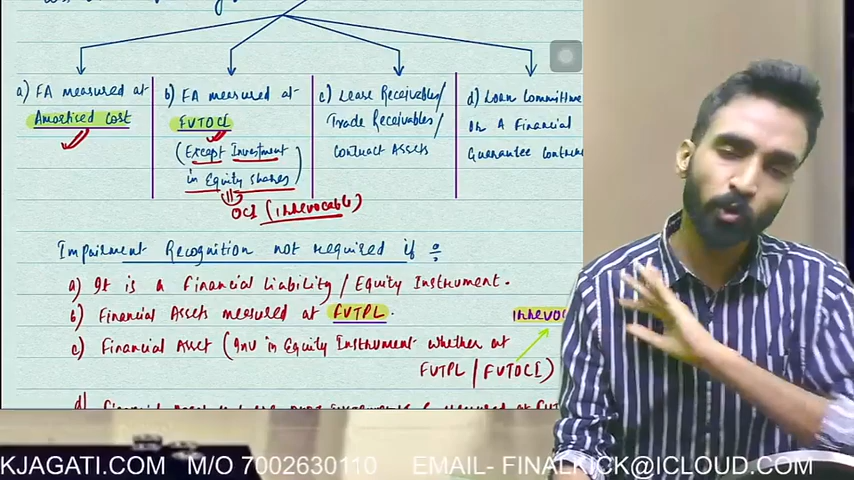 a) FA measured at
Amortised Cost
b) FA measured at
FVTOCI
(Except Investment
in Equity shares)
OCI (irrevocable)
c) Lease Receivables/
Trade Receivables/
Contract Assets
d) Loan Commitme
Or A Financial
Guarantee Contra
Impairment Recognition not required if :
a) It is a Financial Liability / Equity Instrument.
b) Financial Assets measured at FVTPL.
irrevoc
c) Financial Asset (Inv in Equity Instrument whether at
FVTPL / FVTOCI)
d)
KJAGATI.COM M/O 7002630110 EMAIL- FINALKICK@ICLOUD.COM